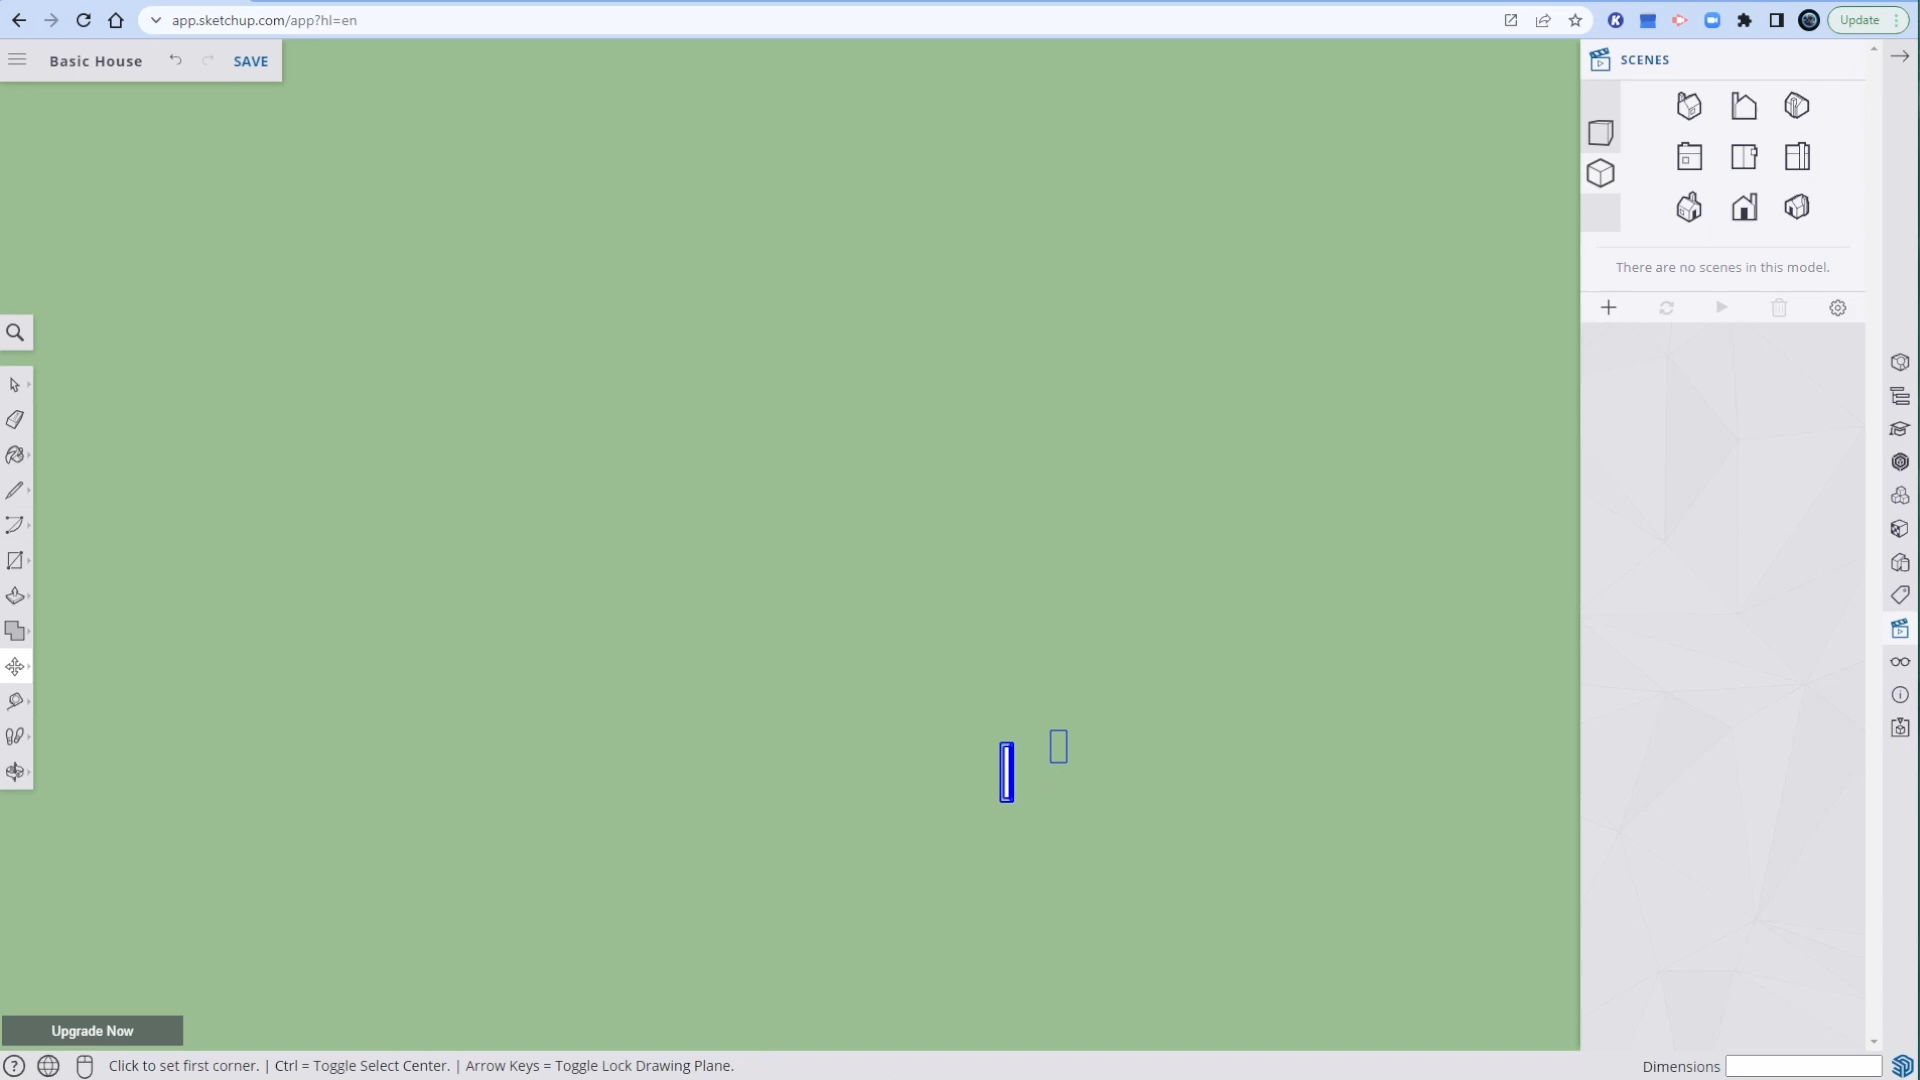 app.sketchup.com/app?hl=en
Update
Basic House
SAVE
SCENES
There are no scenes in this model.
Upgrade Now
Click to set first corner. | Ctrl = Toggle Select Center. | Arrow Keys = Toggle Lock Drawing Plane.
Dimensions